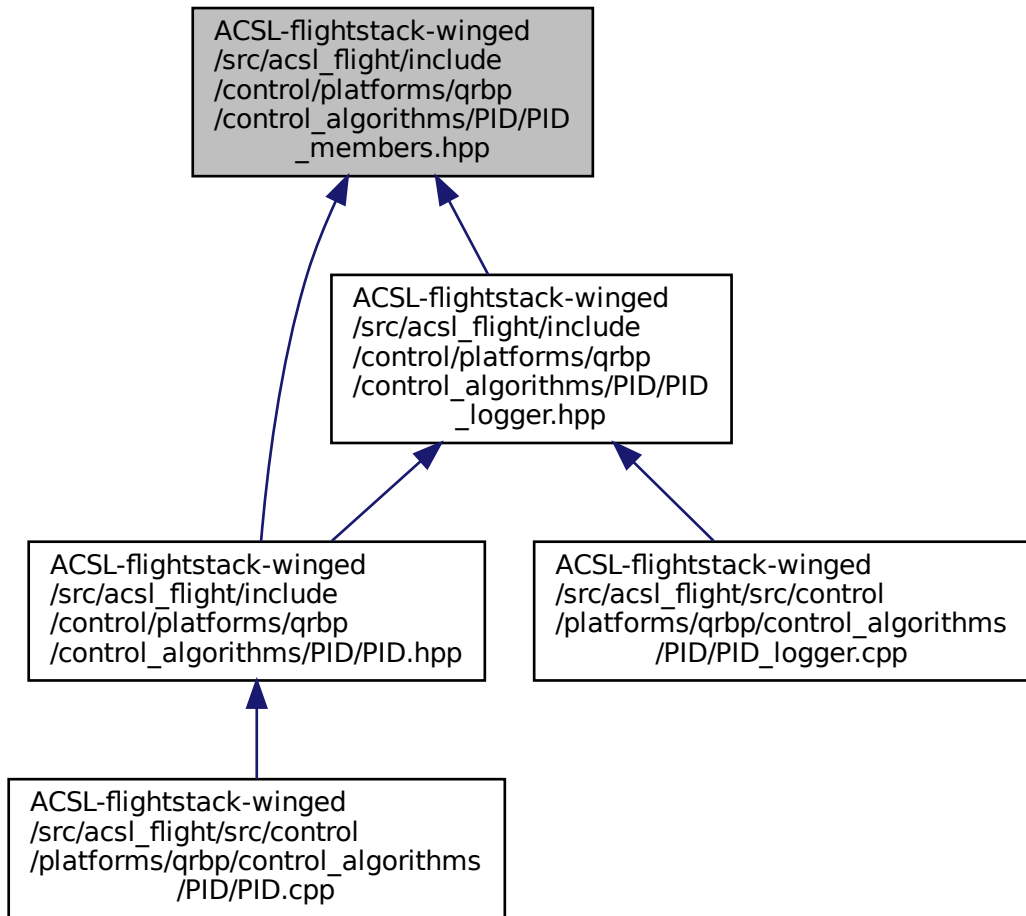 ACSL-flightstack-winged
/src/acsl_flight/include
/control/platforms/qrbp
/control_algorithms/PID/PID
_members.hpp
ACSL-flightstack-winged
/src/acsl_flight/include
/control/platforms/qrbp
/control_algorithms/PID/PID
_logger.hpp
ACSL-flightstack-winged
/src/acsl_flight/include
/control/platforms/qrbp
/control_algorithms/PID/PID.hpp
ACSL-flightstack-winged
/src/acsl_flight/src/control
/platforms/qrbp/control_algorithms
/PID/PID_logger.cpp
ACSL-flightstack-winged
/src/acsl_flight/src/control
/platforms/qrbp/control_algorithms
/PID/PID.cpp